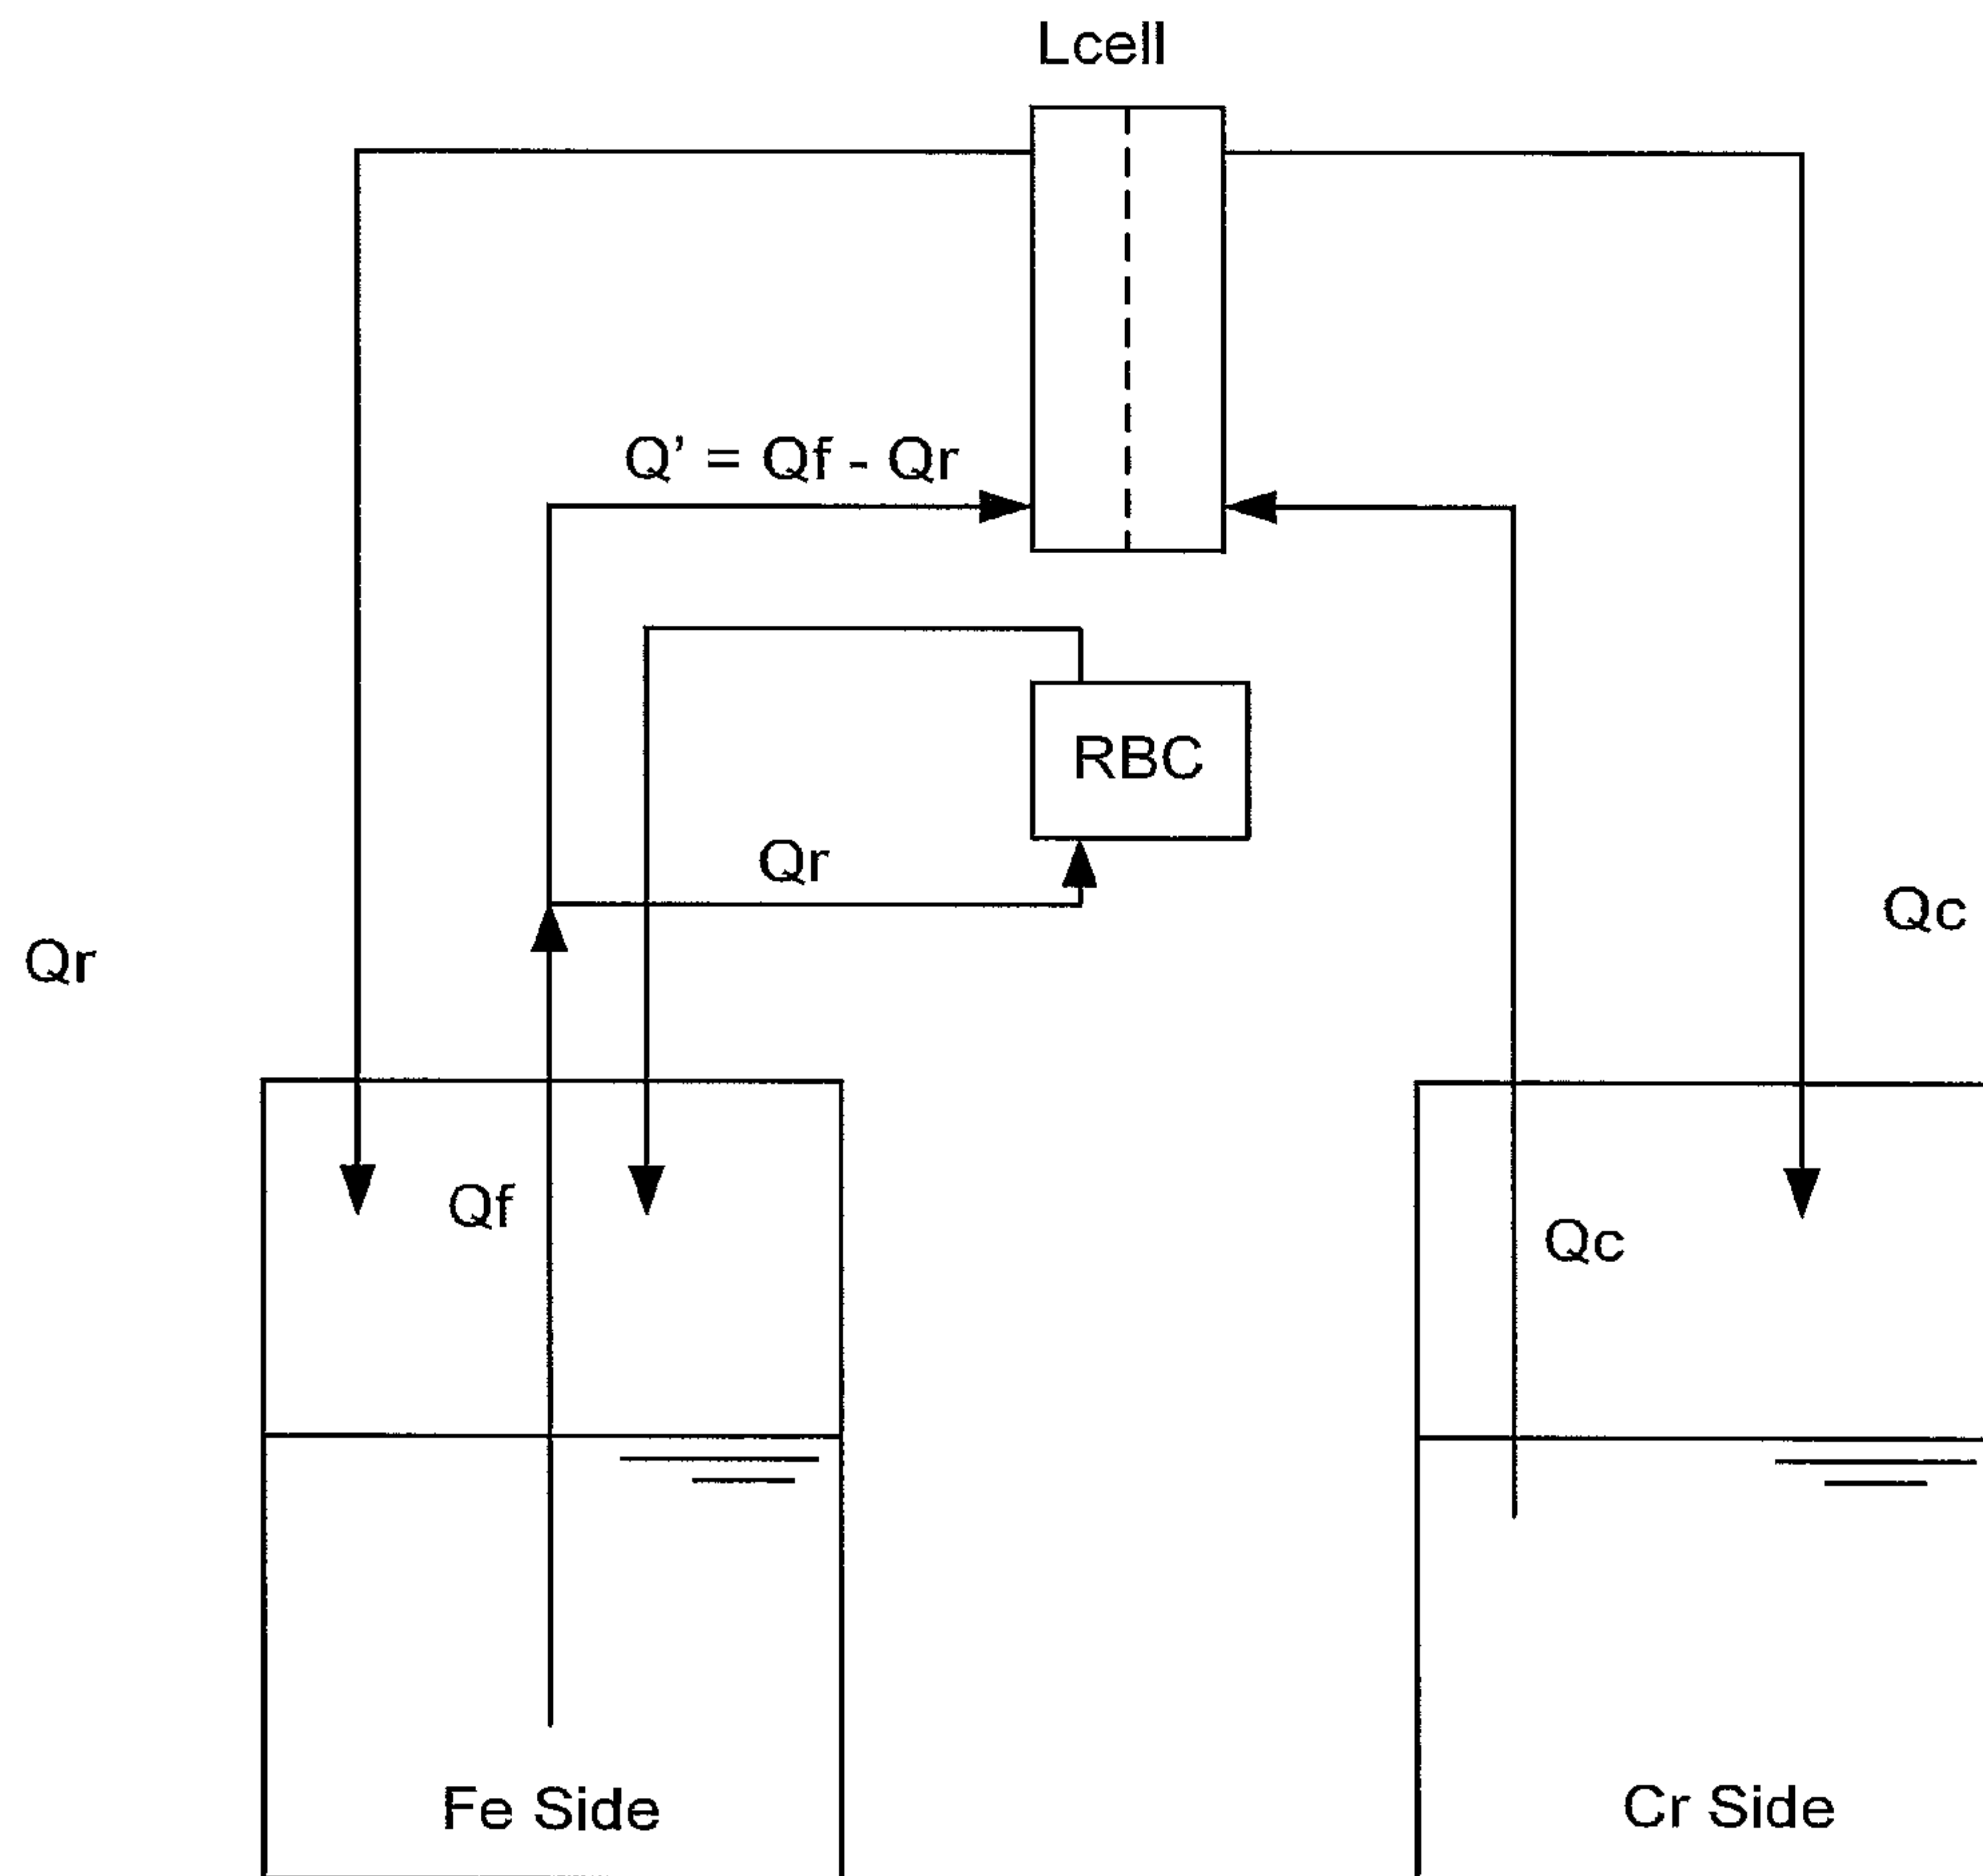 Lcell
Q' = Qf - Qr
RBC
Qr
Qc
Qr
Qf
Qc
Fe Side
Cr Side